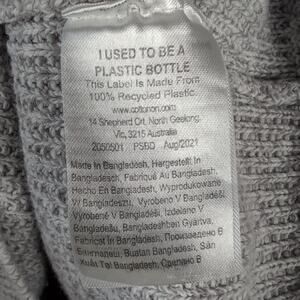 I USED TO BE A
PLASTIC BOTTLE
This Label Is Made From
100% Recycled Plastic
www.cottonon.com
14 Shepherd Crt, North Geelong,
Vic, 3215 Australia
2050501 PSBD Aug/2021
Made In Bangladesh, Hergestellt In
Bangladesch, Fabriqué Au Bangladesh,
Hecho En Bangladesh, Wyprodukowane
W Bangladeszu, Vyrobeno V Bangladéši,
Vyrobené V Bangladéši, Izdelano V
Bangladešu, Bangladeshben Gyártva,
Fabricat În Bangladesh, Произведено В
Бангладеш, Buatan Bangladesh, Sản
Xuất Tại Bangladesh, Сделано В